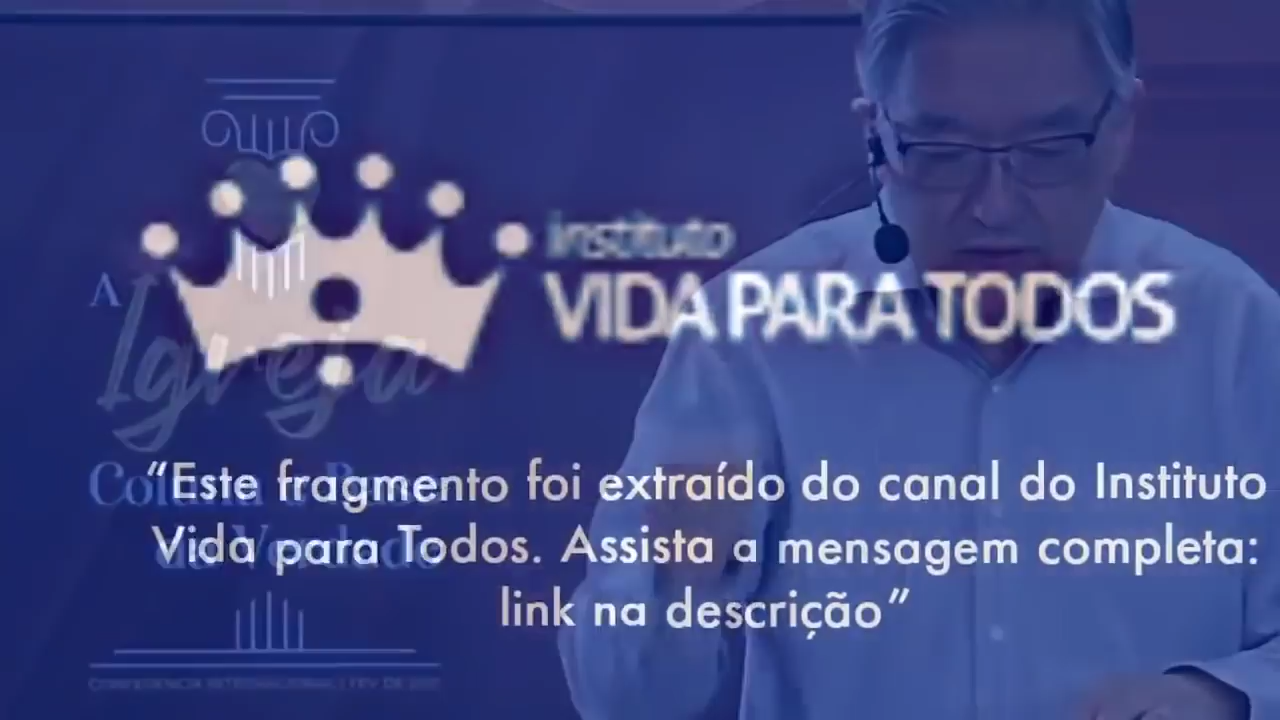 instituto
VIDA PARA TODOS
A
Igreja
“Este fragmento foi extraído do canal do Instituto
Vida para Todos. Assista a mensagem completa:
link na descrição”